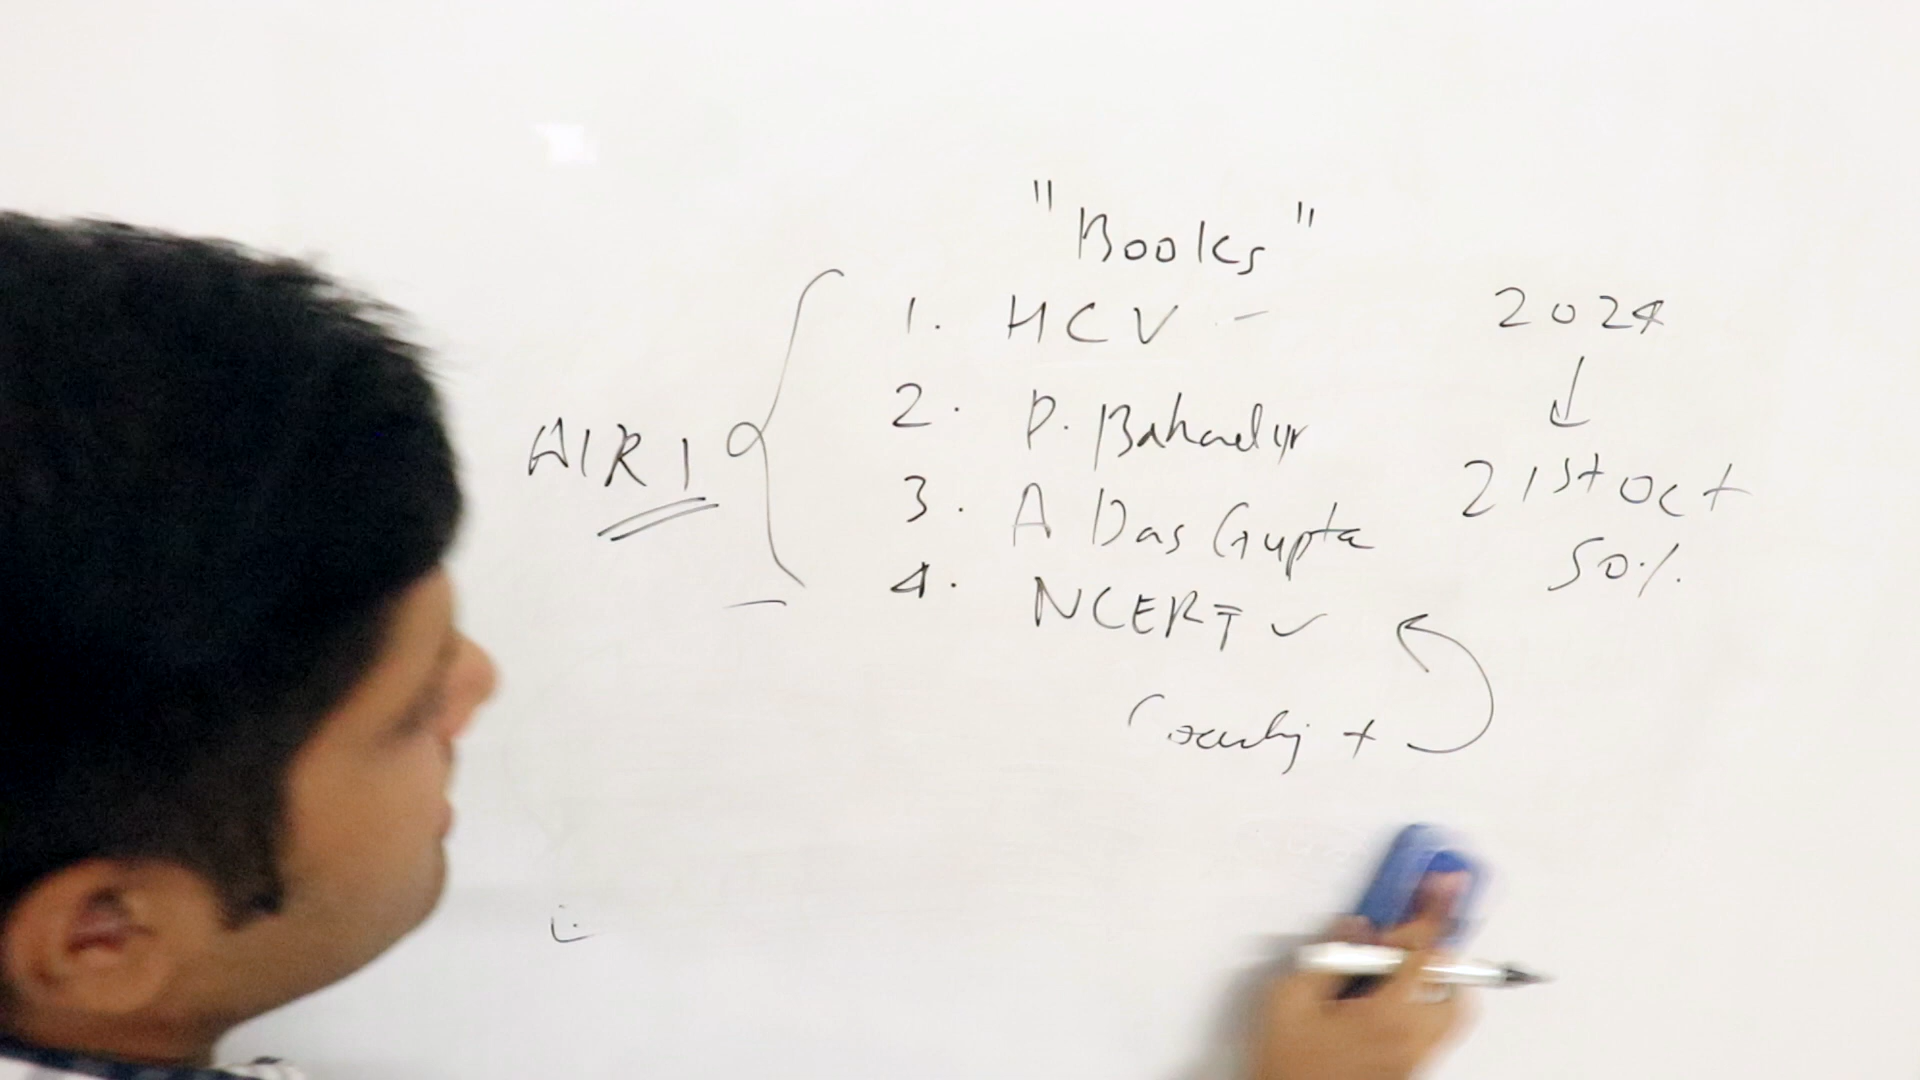 "Books"
1. HCV -
2. P. Bahadur
3. A Das Gupta
4. NCERT ✓
AIR 1
2024
↓
21st Oct
50%
+